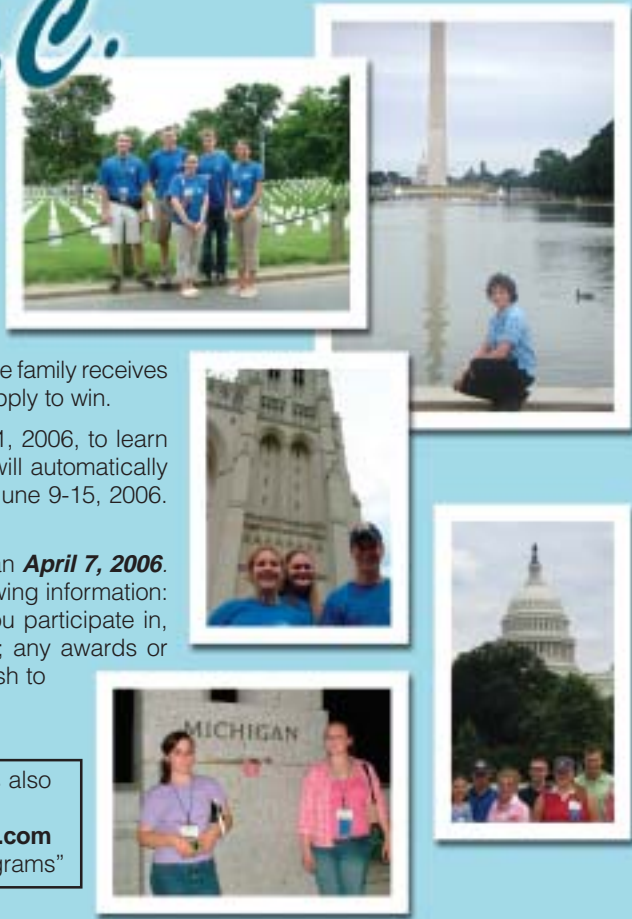 .C.
e family receives
pply to win.
1, 2006, to learn
will automatically
une 9-15, 2006.
an April 7, 2006.
wing information:
ou participate in,
; any awards or
sh to
also
.com
grams”
MICHIGAN